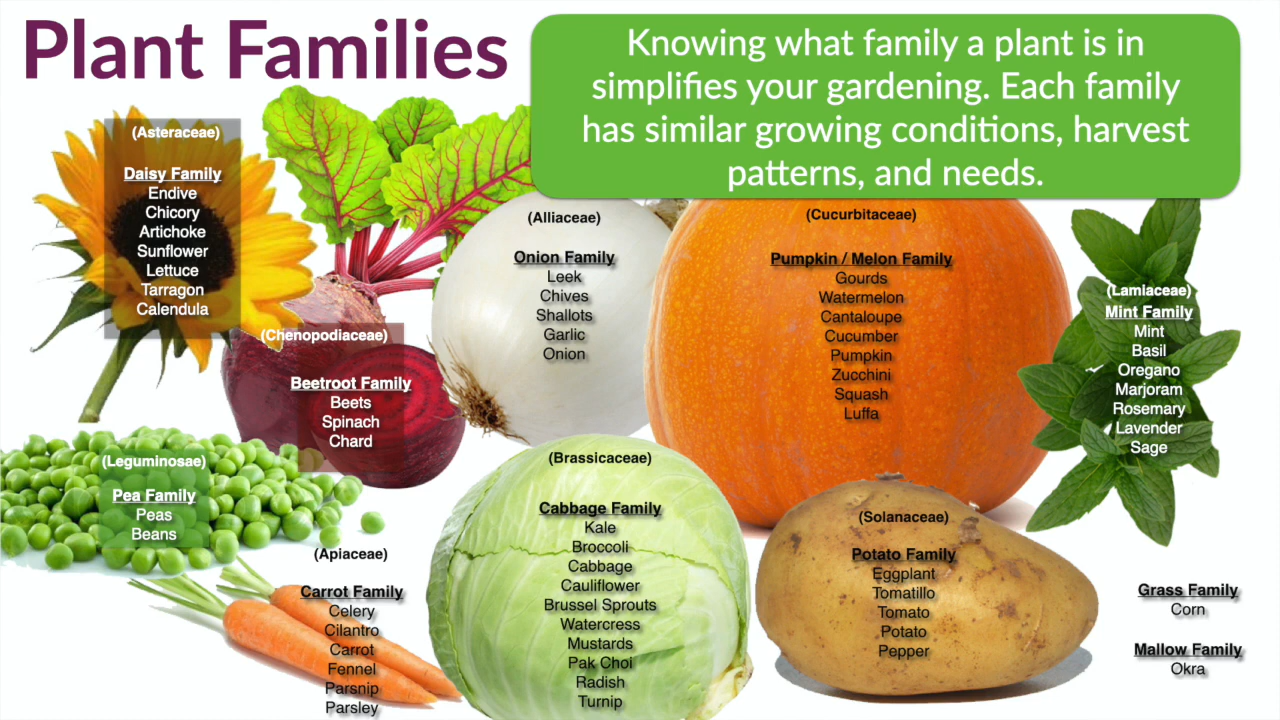 Plant Families
Knowing what family a plant is in
simplifies your gardening. Each family
has similar growing conditions, harvest
patterns, and needs.
(Asteraceae)
Daisy Family
Endive
Chicory
Artichoke
Sunflower
Lettuce
Tarragon
Calendula
(Chenopodiaceae)
Beetroot Family
Beets
Spinach
Chard
(Alliaceae)
Onion Family
Leek
Chives
Shallots
Garlic
Onion
(Cucurbitaceae)
Pumpkin / Melon Family
Gourds
Watermelon
Cantaloupe
Cucumber
Pumpkin
Zucchini
Squash
Luffa
(Lamiaceae)
Mint Family
Mint
Basil
Oregano
Marjoram
Rosemary
Lavender
Sage
(Leguminosae)
Pea Family
Peas
Beans
(Apiaceae)
Carrot Family
Celery
Cilantro
Carrot
Fennel
Parsnip
Parsley
(Brassicaceae)
Cabbage Family
Kale
Broccoli
Cabbage
Cauliflower
Brussel Sprouts
Watercress
Mustards
Pak Choi
Radish
Turnip
(Solanaceae)
Potato Family
Eggplant
Tomatillo
Tomato
Potato
Pepper
Grass Family
Corn
Mallow Family
Okra